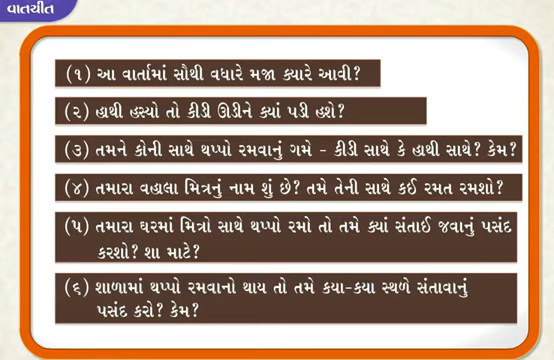 વાતચીત
(૧) આ વાર્તામાં સૌથી વધારે મજા ક્યારે આવી?
(૨) હાથી હસ્યો તો કીડી ઊડીને ક્યાં પડી હશે?
(૩) તમને કોની સાથે થપ્પો રમવાનું ગમે - કીડી સાથે કે હાથી સાથે? કેમ?
(૪) તમારા વહાલા મિત્રનું નામ શું છે? તમે તેની સાથે કઈ રમત રમશો?
(૫) તમારા ઘરમાં મિત્રો સાથે થપ્પો રમો તો તમે ક્યાં સંતાઈ જવાનું પસંદ
કરશો? શા માટે?
(૬) શાળામાં થપ્પો રમવાનો થાય તો તમે કયા-કયા સ્થળે સંતાવાનું
પસંદ કરો? કેમ?